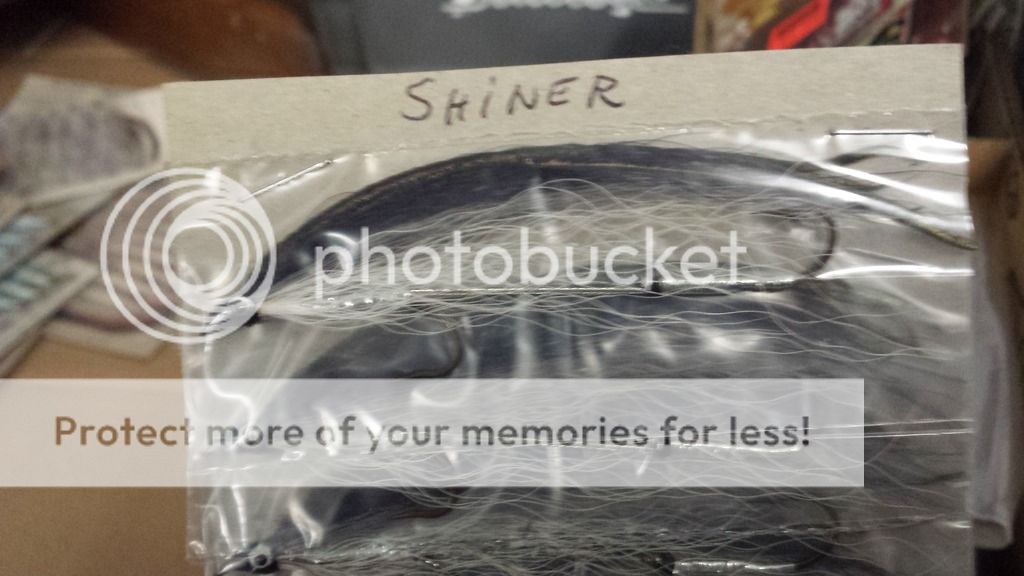 SHiNER
photobucket
Protect more of your memories for less!